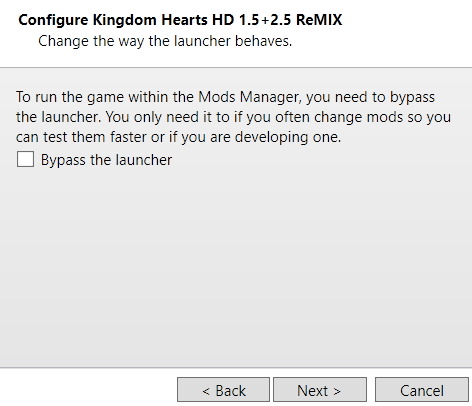 Configure Kingdom Hearts HD 1.5+2.5 ReMIX
Change the way the launcher behaves.
To run the game within the Mods Manager, you need to bypass
the launcher. You only need it to if you often change mods so you
can test them faster or if you are developing one.
Bypass the launcher
< Back
Next >
Cancel